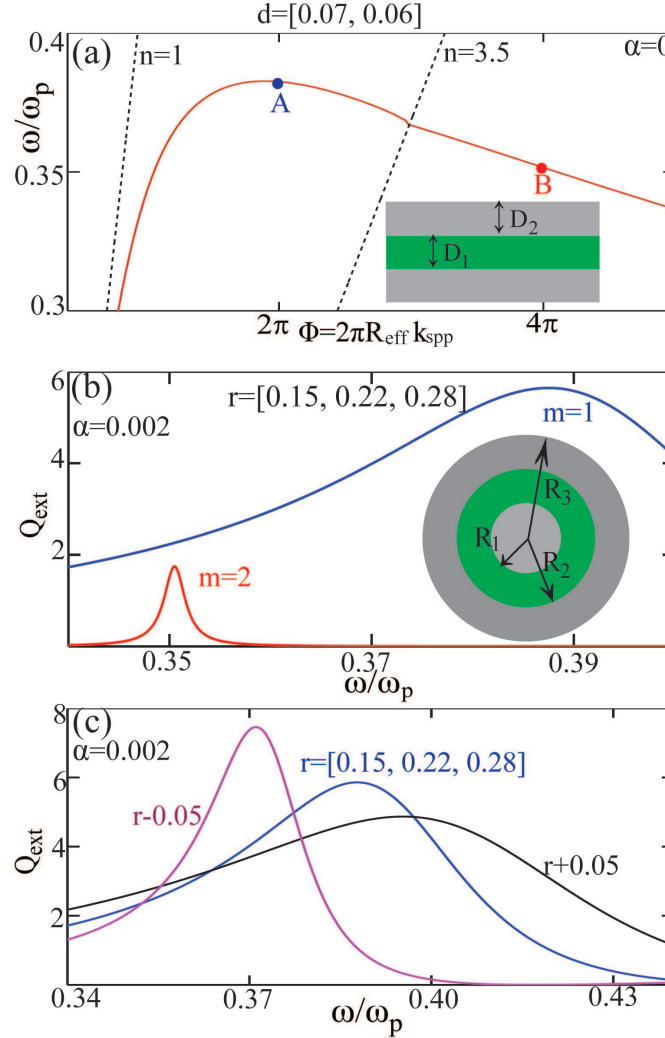 d=[0.07, 0.06]
(a)
0.4
n=1
n=3.5
α=0
ω/ωp
A
0.35
B
D2
D1
0.3
2π
Φ=2πReffkspp
4π
(b)
6
r=[0.15, 0.22, 0.28]
α=0.002
m=1
4
Qext
R3
R1
R2
2
m=2
0.35
0.37
0.39
ω/ωp
(c)
8
α=0.002
r=[0.15, 0.22, 0.28]
6
r-0.05
Qext
4
r+0.05
2
0.34
0.37
0.40
0.43
ω/ωp